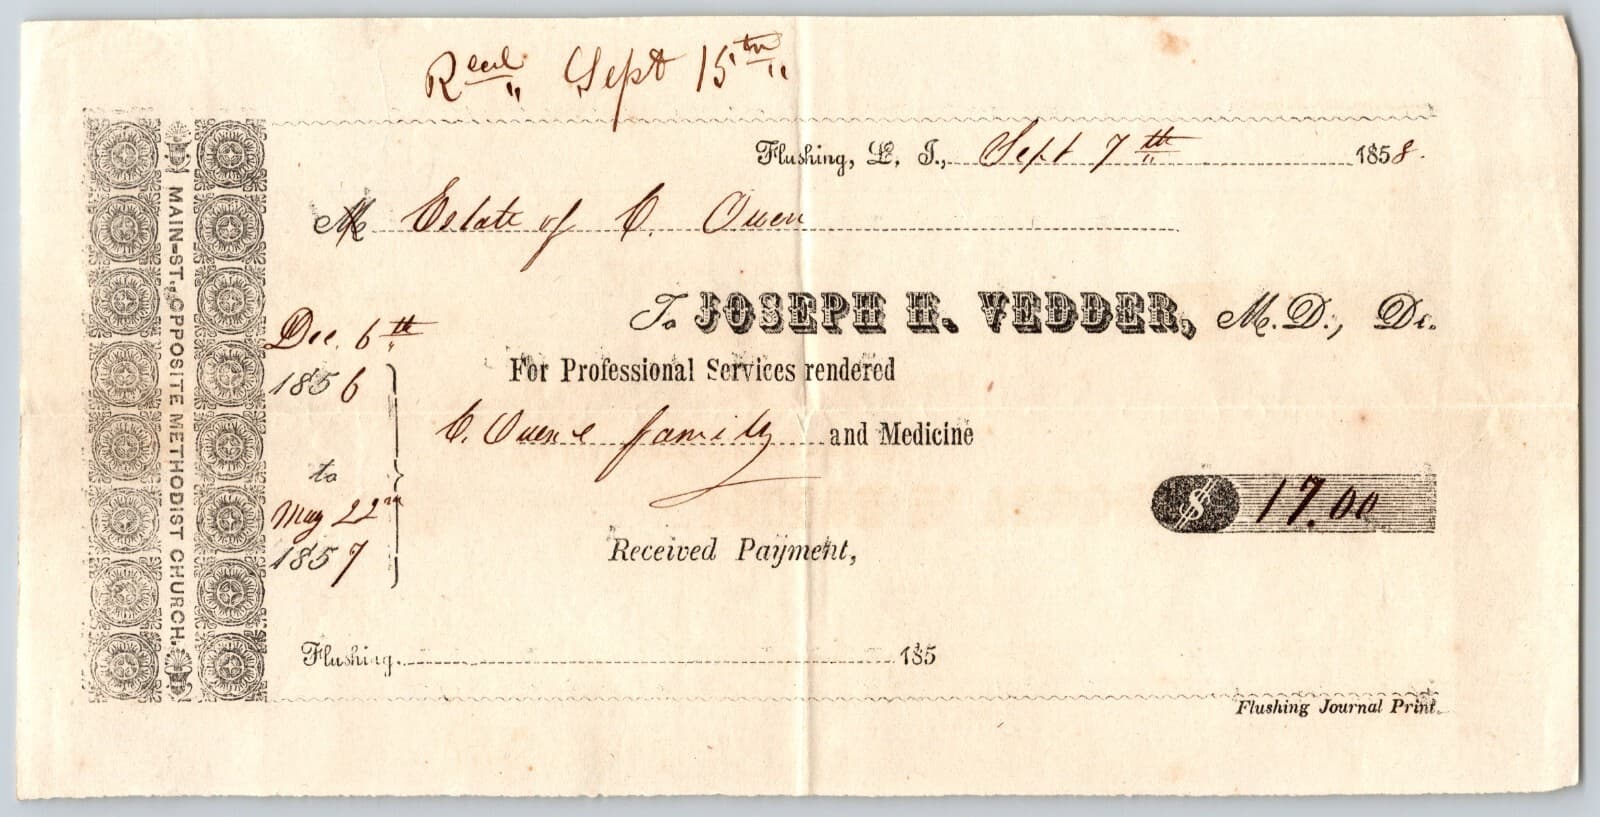 Recd Sept 15th
Flushing, L. I., Sept 7th 1858.
M Estate of C. Owen
To JOSEPH H. VEDDER, M.D., Dr.
Dec. 6th
1856
to
May 22nd
1857
For Professional Services rendered
C. Owens family and Medicine
$ 17.00
Received Payment,
Flushing. 185
Flushing Journal Print.
MAIN-ST., OPPOSITE METHODIST CHURCH.